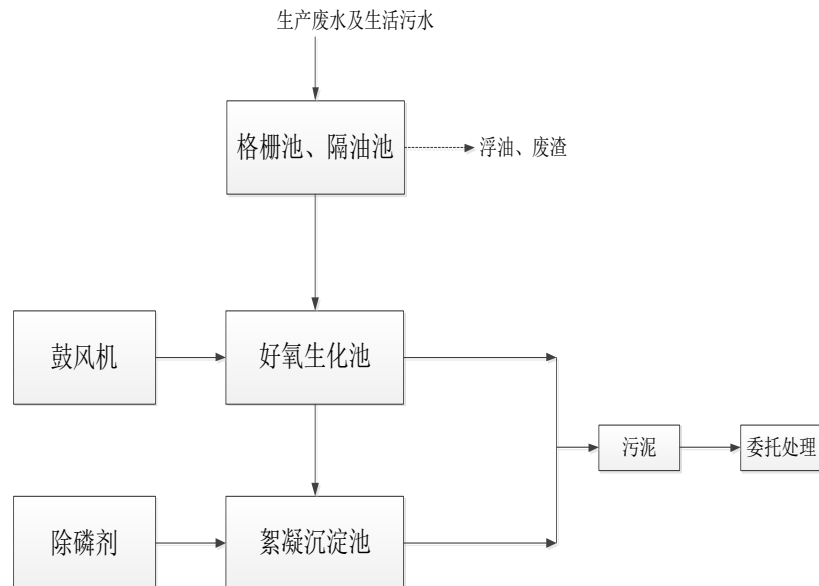 生产废水及生活污水
格栅池、隔油池
浮油、废渣
鼓风机
好氧生化池
污泥
委托处理
除磷剂
絮凝沉淀池